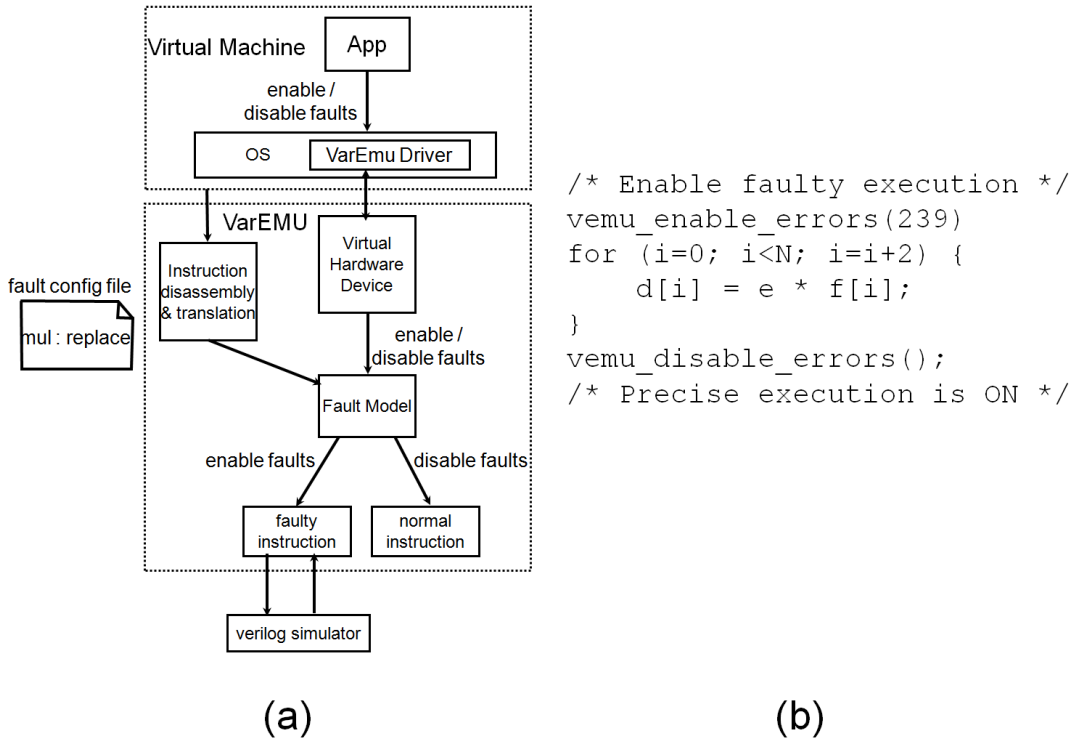 Virtual Machine
App
enable /
disable faults
OS
VarEmu Driver
VarEMU
Instruction
disassembly
& translation
Virtual
Hardware
Device
fault config file
mul : replace
enable /
disable faults
Fault Model
enable faults
disable faults
faulty
instruction
normal
instruction
verilog simulator
(a)
/* Enable faulty execution */
vemu_enable_errors(239)
for (i=0; i<N; i=i+2) {
    d[i] = e * f[i];
}
vemu_disable_errors();
/* Precise execution is ON */
(b)